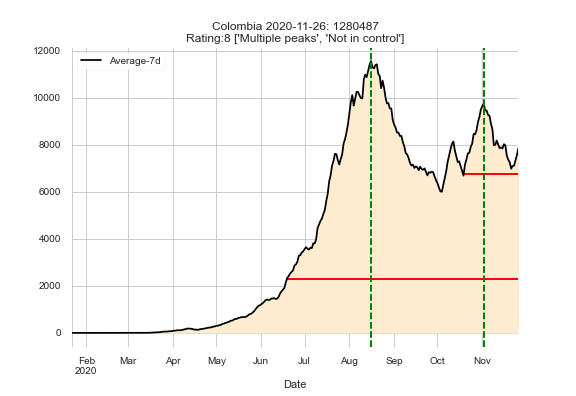 Colombia 2020-11-26: 1280487
Rating:8 ['Multiple peaks', 'Not in control']
Average-7d
12000
10000
8000
6000
4000
2000
0
Feb Mar Apr May Jun Jul Aug Sep Oct Nov
2020
Date